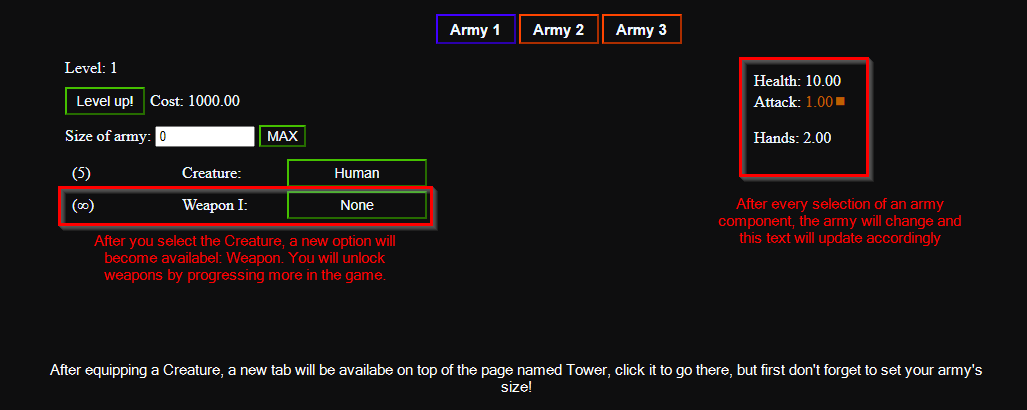 Army 1 Army 2 Army 3
Level: 1
Level up! Cost: 1000.00
Size of army: 0 MAX
(5) Creature: Human
(∞) Weapon I: None
After you select the Creature, a new option will
become availabel: Weapon. You will unlock
weapons by progressing more in the game.
Health: 10.00
Attack: 1.00
Hands: 2.00
After every selection of an army
component, the army will change and
this text will update accordingly
After equipping a Creature, a new tab will be availabe on top of the page named Tower, click it to go there, but first don't forget to set your army's
size!